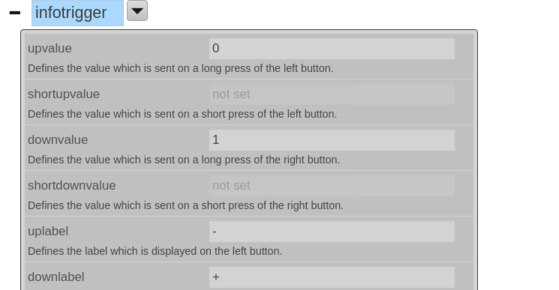 infotrigger
upvalue 0
Defines the value which is sent on a long press of the left button.
shortupvalue not set
Defines the value which is sent on a short press of the left button.
downvalue 1
Defines the value which is sent on a long press of the right button.
shortdownvalue not set
Defines the value which is sent on a short press of the right button.
uplabel -
Defines the label which is displayed on the left button.
downlabel +